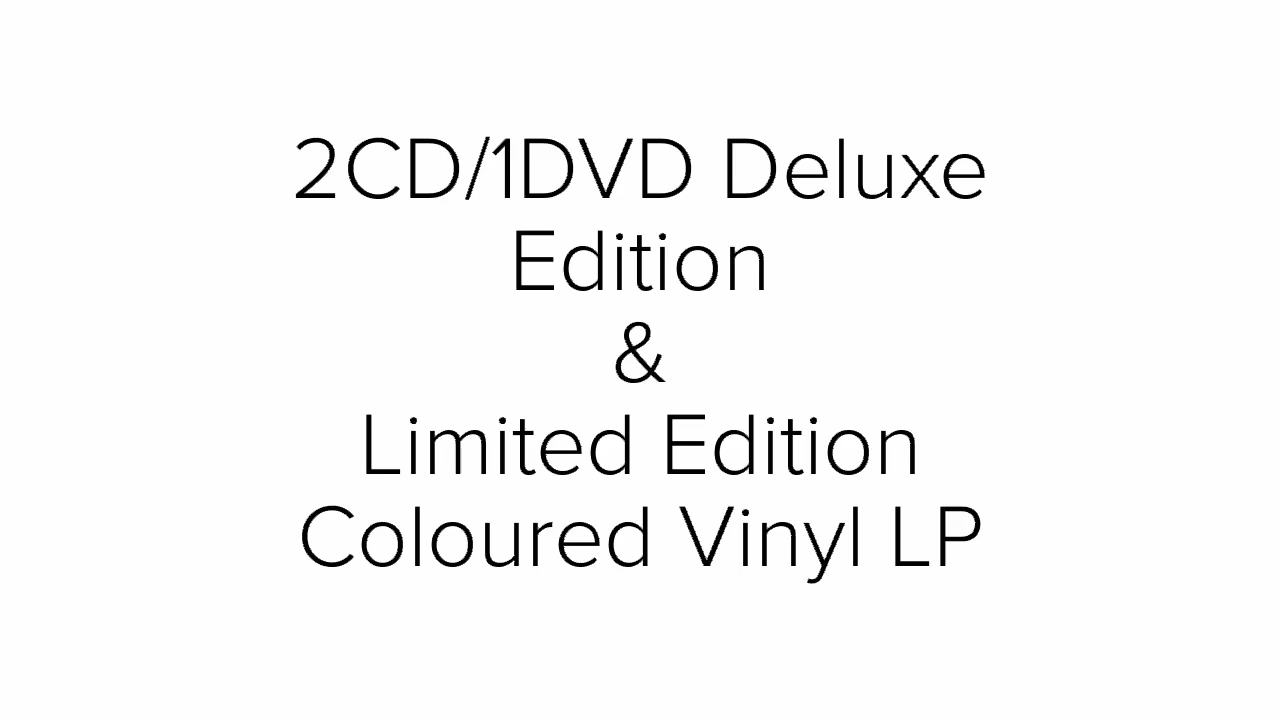 2CD/1DVD Deluxe
Edition
&
Limited Edition
Coloured Vinyl LP